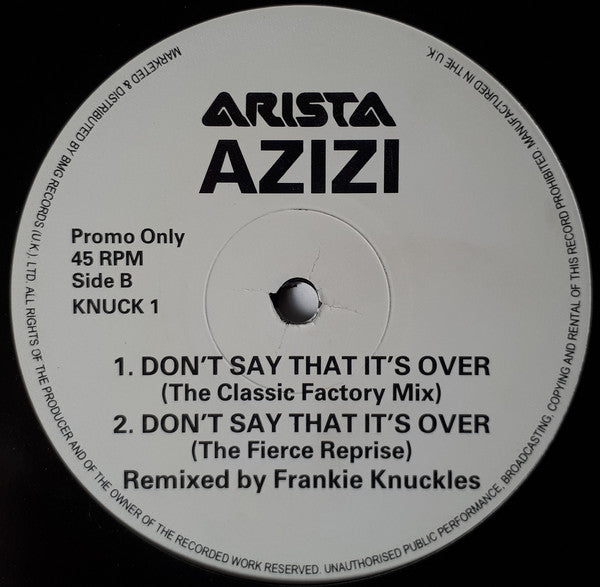 ARISTA
AZIZI
Promo Only
45 RPM
Side B
KNUCK 1
1. DON'T SAY THAT IT'S OVER
(The Classic Factory Mix)
2. DON'T SAY THAT IT'S OVER
(The Fierce Reprise)
Remixed by Frankie Knuckles
MARKETED & DISTRIBUTED BY BMG RECORDS (U.K.), LTD. ALL RIGHTS OF THE PRODUCER AND OF THE OWNER OF THE RECORDED WORK RESERVED. UNAUTHORISED PUBLIC PERFORMANCE, BROADCASTING, COPYING AND RENTAL OF THIS RECORD PROHIBITED. MANUFACTURED IN THE U.K.